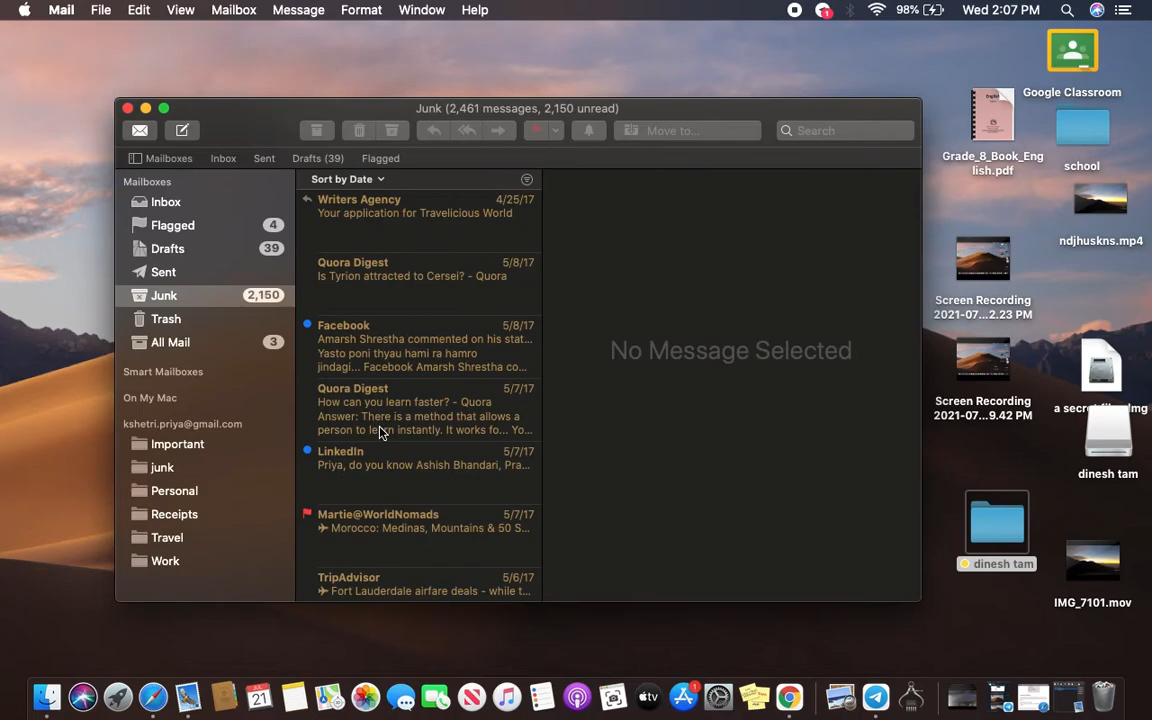 Mail File Edit View Mailbox Message Format Window Help 98% Wed 2:07 PM
Junk (2,461 messages, 2,150 unread)
Move to...
Search
Mailboxes Inbox Sent Drafts (39) Flagged
Mailboxes
Inbox
Flagged 4
Drafts 39
Sent
Junk 2,150
Trash
All Mail 3
Smart Mailboxes
On My Mac
kshetri.priya@gmail.com
Important
junk
Personal
Receipts
Travel
Work
Sort by Date
Writers Agency 4/25/17
Your application for Travelicious World
Quora Digest 5/8/17
Is Tyrion attracted to Cersei? - Quora
Facebook 5/8/17
Amarsh Shrestha commented on his stat...
Yasto poni thyau hami ra hamro
jindagi... Facebook Amarsh Shrestha co...
Quora Digest 5/7/17
How can you learn faster? - Quora
Answer: There is a method that allows a
person to learn instantly. It works fo... Yo...
LinkedIn 5/7/17
Priya, do you know Ashish Bhandari, Pra...
Martie@WorldNomads 5/7/17
✈ Morocco: Medinas, Mountains & 50 S...
TripAdvisor 5/6/17
✈ Fort Lauderdale airfare deals - while t...
No Message Selected
Google Classroom
English
Grade_8_Book_Eng
lish.pdf
school
ndjhuskns.mp4
Screen Recording
2021-07...2.23 PM
Screen Recording
2021-07...9.42 PM
dinesh tam
dinesh tam
IMG_7101.mov
JUL
21
1
tv
1